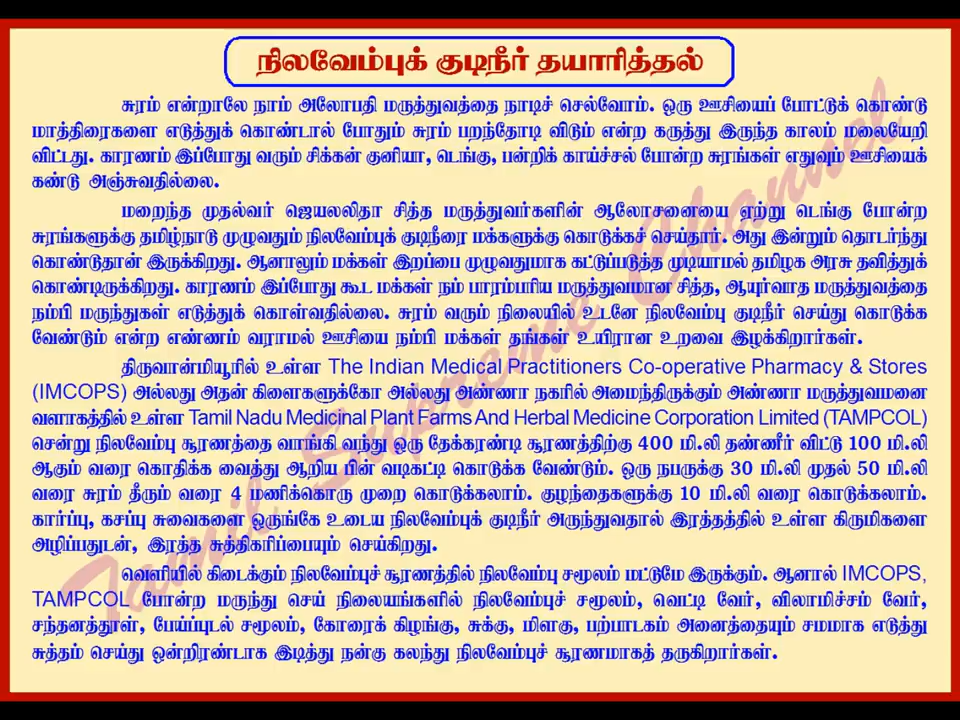 நிலவேம்புக் குடிநீர் தயாரித்தல்
சுரம் என்றாலே நாம் அலோபதி மருத்துவத்தை நாடிச் செல்வோம். ஒரு ஊசியைப் போட்டுக் கொண்டு
மாத்திரைகளை எடுத்துக் கொண்டால் போதும் சுரம் பறந்தோடி விடும் என்ற கருத்து இருந்த காலம் மலையேறி
விட்டது. காரணம் இப்போது வரும் சிக்கன் குனியா, டெங்கு, பன்றிக் காய்ச்சல் போன்ற சுரங்கள் எதுவும் ஊசியைக்
கண்டு அஞ்சுவதில்லை.
மறைந்த முதல்வர் ஜெயலலிதா சித்த மருத்துவர்களின் ஆலோசனையை ஏற்று டெங்கு போன்ற
சுரங்களுக்கு தமிழ்நாடு முழுவதும் நிலவேம்புக் குடிநீரை மக்களுக்கு கொடுக்கச் செய்தார். அது இன்றும் தொடர்ந்து
கொண்டுதான் இருக்கிறது. ஆனாலும் மக்கள் இறப்பை முழுவதுமாக கட்டுப்படுத்த முடியாமல் தமிழக அரசு தவித்துக்
கொண்டிருக்கிறது. காரணம் இப்போது கூட மக்கள் நம் பாரம்பரிய மருத்துவமான சித்த, ஆயுர்வாத மருத்துவத்தை
நம்பி மருந்துகள் எடுத்துக் கொள்வதில்லை. சுரம் வரும் நிலையில் உடனே நிலவேம்பு குடிநீர் செய்து கொடுக்க
வேண்டும் என்ற எண்ணம் வராமல் ஊசியை நம்பி மக்கள் தங்கள் உயிரான உறவை இழக்கிறார்கள்.
திருவான்மியூரில் உள்ள The Indian Medical Practitioners Co-operative Pharmacy & Stores
(IMCOPS) அல்லது அதன் கிளைகளுக்கோ அல்லது அண்ணா நகரில் அமைந்திருக்கும் அண்ணா மருத்துவமனை
வளாகத்தில் உள்ள Tamil Nadu Medicinal Plant Farms And Herbal Medicine Corporation Limited (TAMPCOL)
சென்று நிலவேம்பு சூரணத்தை வாங்கி வந்து ஒரு தேக்கரண்டி சூரணத்திற்கு 400 மி.லி தண்ணீர் விட்டு 100 மி.லி
ஆகும் வரை கொதிக்க வைத்து ஆறிய பின் வடிகட்டி கொடுக்க வேண்டும். ஒரு நபருக்கு 30 மி.லி முதல் 50 மி.லி
வரை சுரம் தீரும் வரை 4 மணிக்கொரு முறை கொடுக்கலாம். குழந்தைகளுக்கு 10 மி.லி வரை கொடுக்கலாம்.
கார்ப்பு, கசப்பு சுவைகளை ஒருங்கே உடைய நிலவேம்புக் குடிநீர் அருந்துவதால் இரத்தத்தில் உள்ள கிருமிகளை
அழிப்பதுடன், இரத்த சுத்திகரிப்பையும் செய்கிறது.
வெளியில் கிடைக்கும் நிலவேம்புச் சூரணத்தில் நிலவேம்பு சமூலம் மட்டுமே இருக்கும். ஆனால் IMCOPS,
TAMPCOL போன்ற மருந்து செய் நிலையங்களில் நிலவேம்புச் சமூலம், வெட்டி வேர், விலாமிச்சம் வேர்,
சந்தனத்தூள், பேய்ப்புடல் சமூலம், கோரைக் கிழங்கு, சுக்கு, மிளகு, பற்பாடகம் அனைத்தையும் சமமாக எடுத்து
சுத்தம் செய்து ஒன்றிரண்டாக இடித்து நன்கு கலந்து நிலவேம்புச் சூரணமாகத் தருகிறார்கள்.
Tamil Supreme Channel